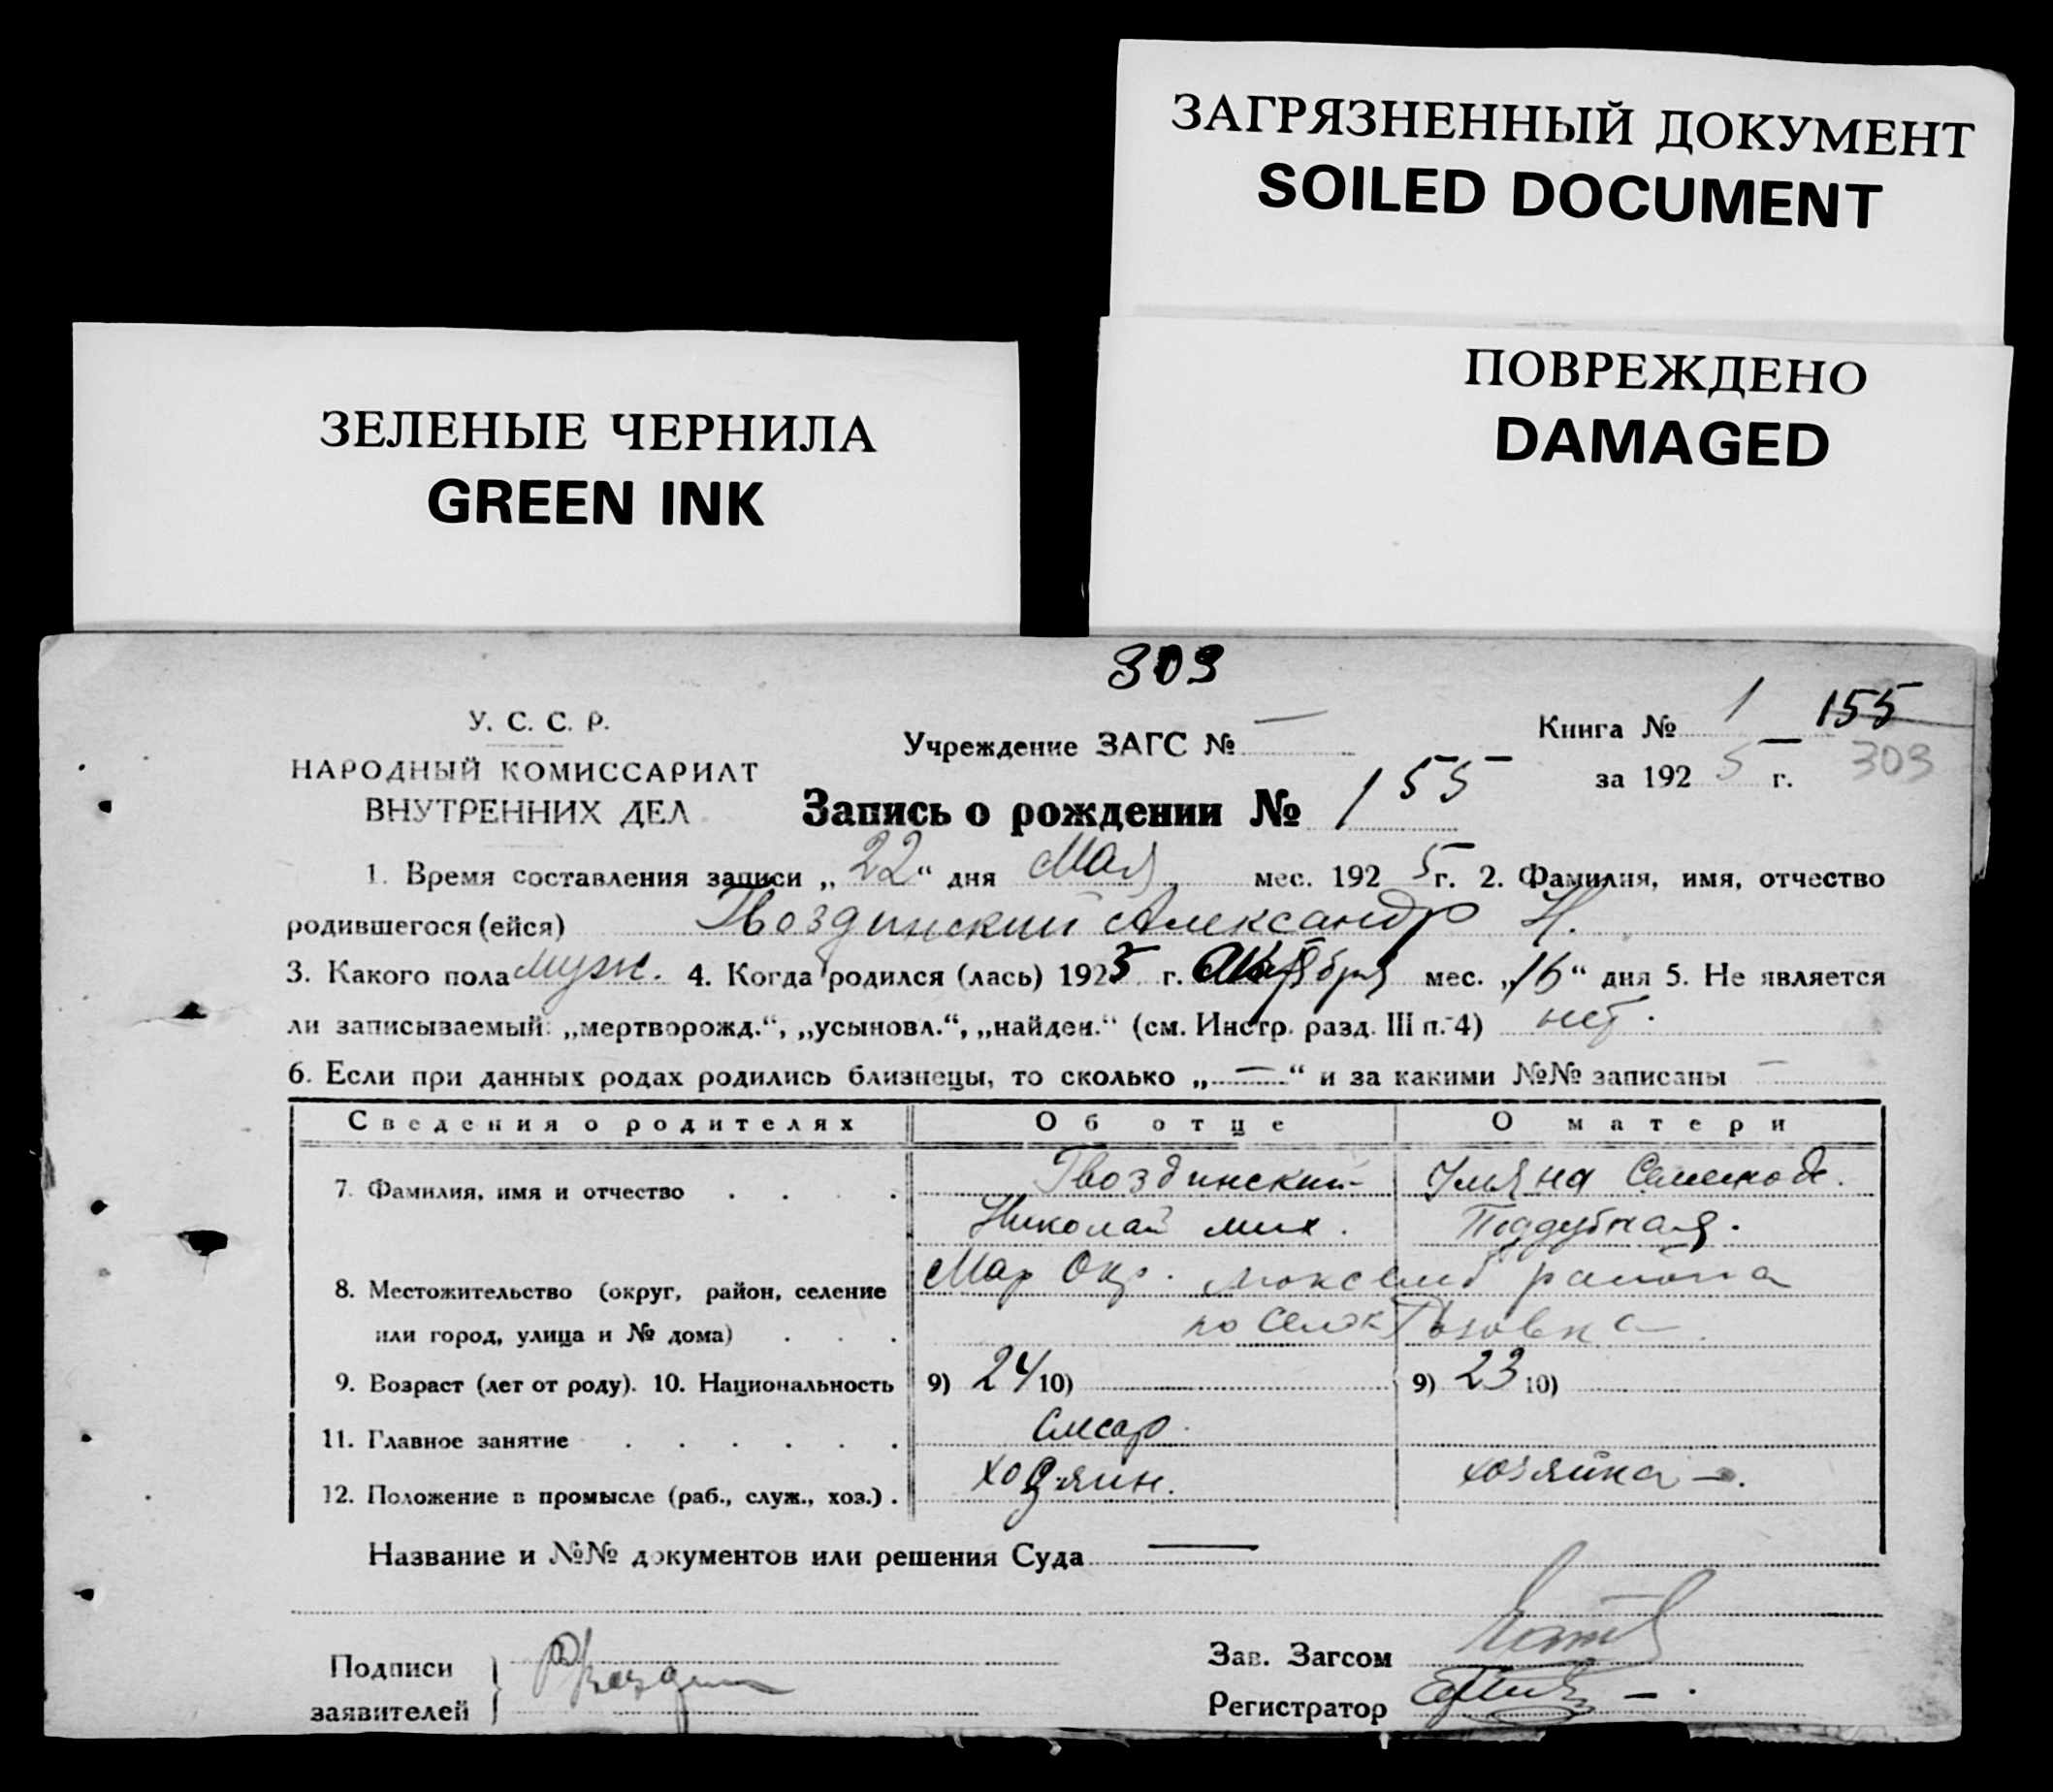 ЗАГРЯЗНЕННЫЙ ДОКУМЕНТ
SOILED DOCUMENT
ПОВРЕЖДЕНО
DAMAGED
ЗЕЛЕНЫЕ ЧЕРНИЛА
GREEN INK
303
У. С. С. Р.
НАРОДНЫЙ КОМИССАРИАТ
ВНУТРЕННИХ ДЕЛ
Учреждение ЗАГС № —
Книга № 1 155
за 192 5 г. 303
Запись о рождении № 155
1. Время составления записи „ 22 “ дня Мая мес. 192 5 г. 2. Фамилия, имя, отчество
родившегося (ейся) Гвоздинский Александр Н.
3. Какого пола муж. 4. Когда родился (лась) 1925 г. мес. „16“ дня 5. Не является
ли записываемый: „мертворожд.“, „усыновл.“, „найден.“ (см. Инстр. разд. III п. 4) нет.
6. Если при данных родах родились близнецы, то сколько „ — “ и за какими №№ записаны —
Сведения о родителях Об отце О матери
7. Фамилия, имя и отчество Гвоздинский Ульяна
Николай мих. Поддубная.
8. Местожительство (округ, район, селение Мар Окр. района
или город, улица и № дома)
9. Возраст (лет от роду). 10. Национальность 9) 24 10) 9) 23 10)
11. Главное занятие Слесар
12. Положение в промысле (раб., служ., хоз.) хозяин. хозяйка —.
Название и №№ документов или решения Суда —
Подписи
заявителей
Зав. Загсом
Регистратор